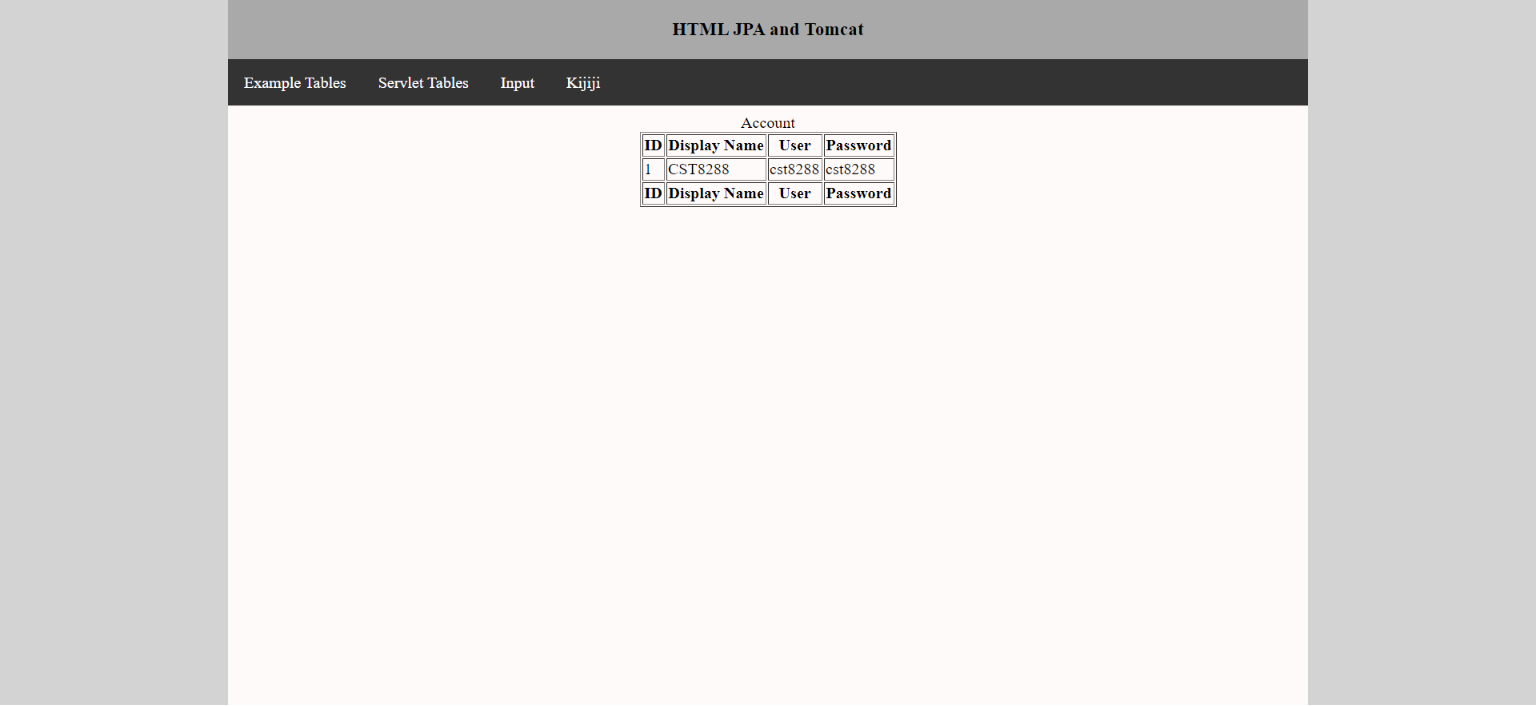 HTML JPA and Tomcat
Example Tables Servlet Tables Input Kijiji
Account
ID Display Name User Password
1 CST8288 cst8288 cst8288
ID Display Name User Password